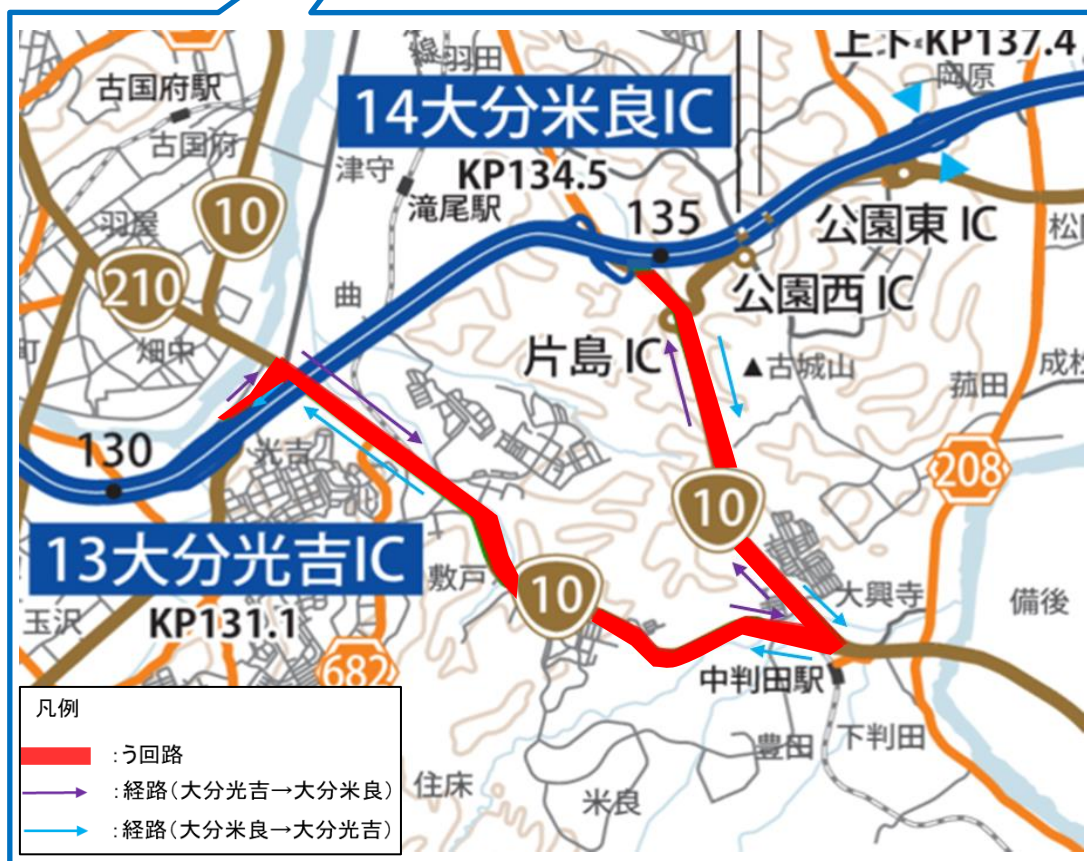 上下 KP137.4
羽田
岡原
古国府駅
14大分米良IC
古国府
津守
KP134.5
滝尾駅
135
10
羽屋
公園東 IC
210
曲
公園西 IC
畑中
町
片島 IC
▲古城山
成松
菰田
130
光吉
208
10
13大分光吉IC
敷戸
10
大興寺
備後
玉沢
KP131.1
682
中判田駅
凡例
豊田
下判田
:う回路
住床
米良
:経路(大分光吉→大分米良)
:経路(大分米良→大分光吉)